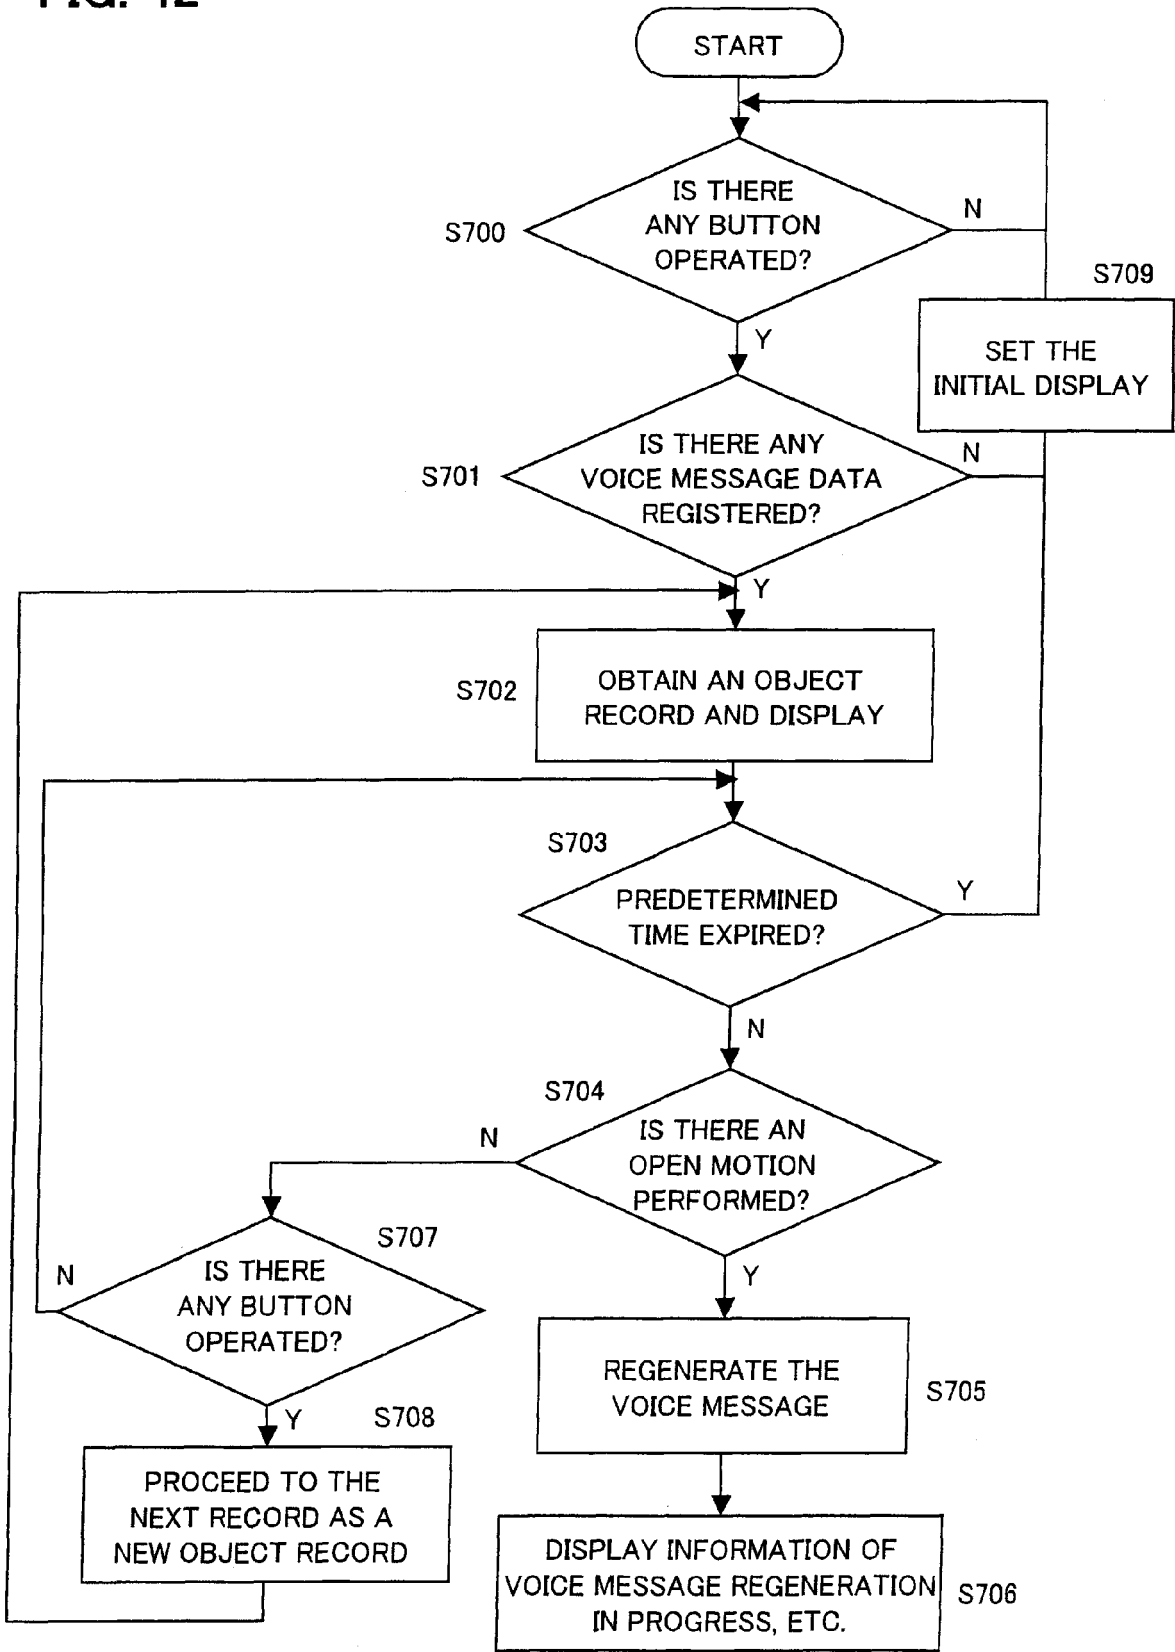 FIG. 42
START
IS THERE
ANY BUTTON
OPERATED?
N
S700
S709
Y
SET THE
INITIAL DISPLAY
IS THERE ANY
VOICE MESSAGE DATA
REGISTERED?
N
S701
Y
OBTAIN AN OBJECT
RECORD AND DISPLAY
S702
S703
PREDETERMINED
TIME EXPIRED?
Y
N
S704
IS THERE AN
OPEN MOTION
PERFORMED?
N
S707
IS THERE
ANY BUTTON
OPERATED?
N
Y
REGENERATE THE
VOICE MESSAGE
S705
Y
S708
PROCEED TO THE
NEXT RECORD AS A
NEW OBJECT RECORD
DISPLAY INFORMATION OF
VOICE MESSAGE REGENERATION
IN PROGRESS, ETC.
S706